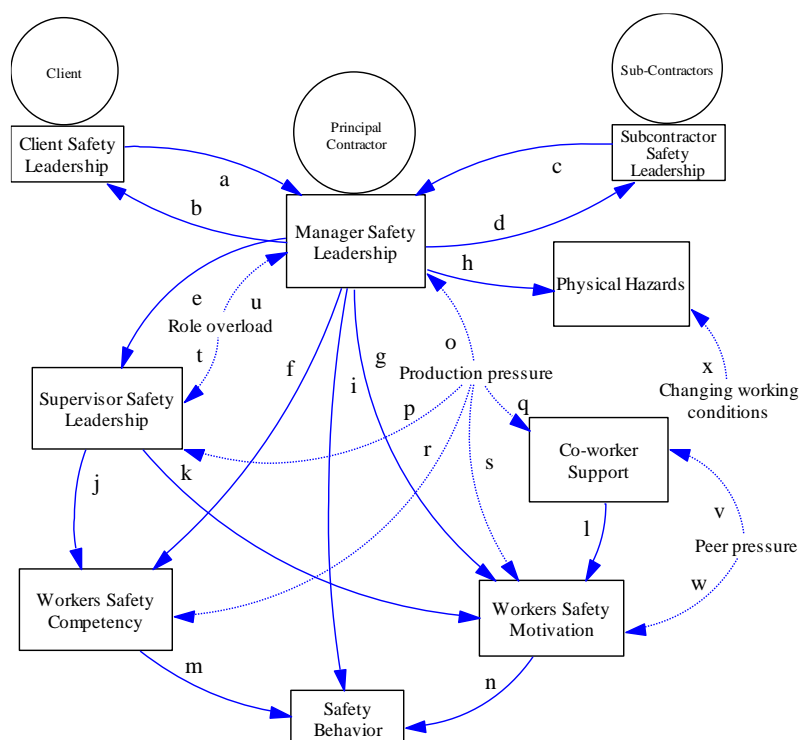 Client
Sub-Contractors
Principal
Contractor
Client Safety
Leadership
Subcontractor
Safety
Leadership
a
c
b
d
Manager Safety
Leadership
h
Physical Hazards
e
u
Role overload
t
f
g
i
o
Production pressure
x
Changing working
conditions
Supervisor Safety
Leadership
p
q
r
s
Co-worker
Support
j
k
l
v
Peer pressure
w
Workers Safety
Competency
Workers Safety
Motivation
m
n
Safety
Behavior